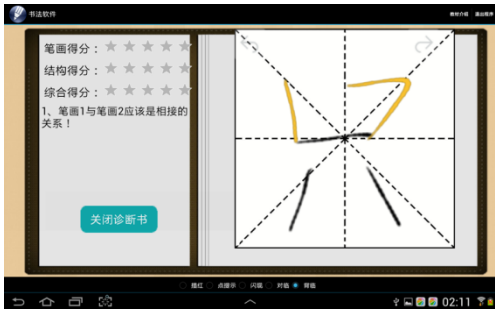 书法软件
教材介绍 退出程序
笔画得分：
结构得分：
综合得分：
1、笔画1与笔画2应该是相接的
关系！
关闭诊断书
描红 点提示 闪底 对临 背临
02:11